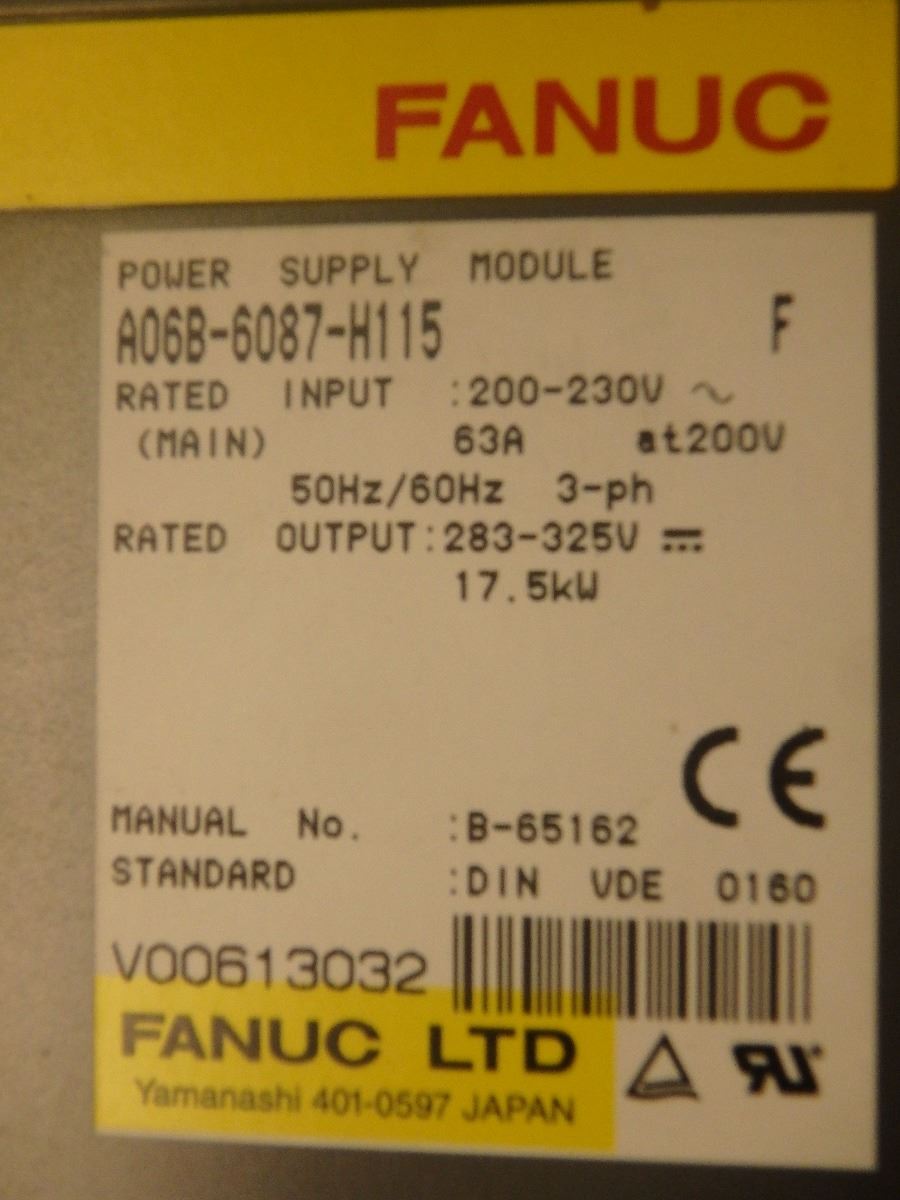 FANUC
POWER SUPPLY MODULE
A06B-6087-H115 F
RATED INPUT :200-230V ~
(MAIN) 63A at200V
50Hz/60Hz 3-ph
RATED OUTPUT:283-325V ⎓
17.5kW
CE
MANUAL No. :B-65162
STANDARD :DIN VDE 0160
V00613032
FANUC LTD
Yamanashi 401-0597 JAPAN